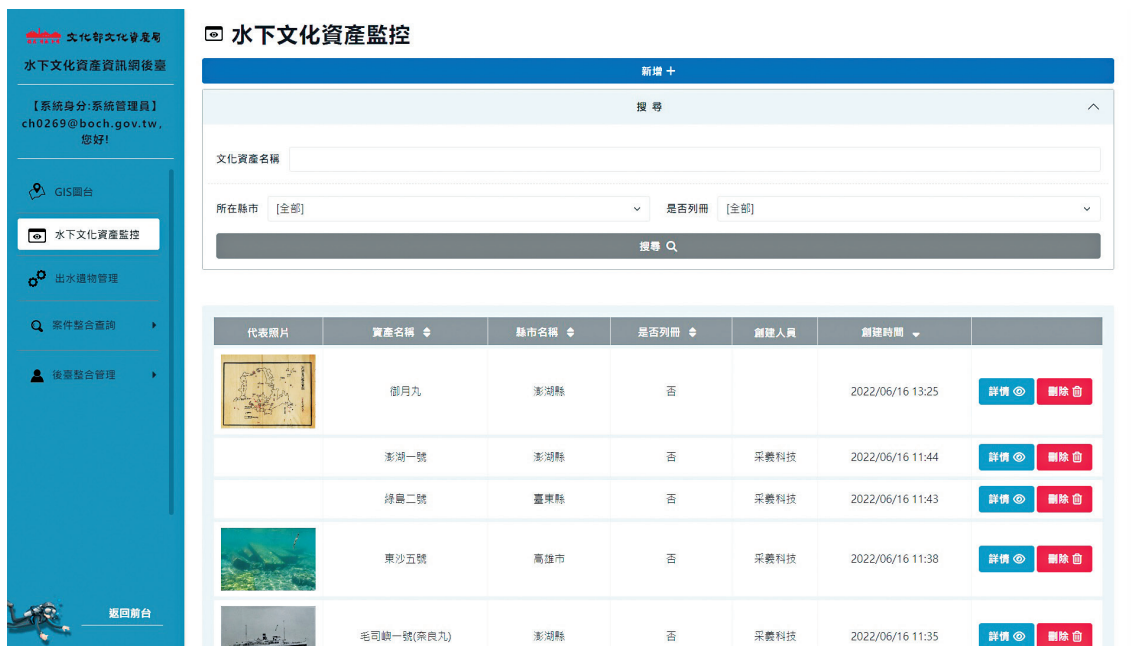 文化部文化資產局
水下文化資產資訊網後臺
【系統身分:系統管理員】
ch0269@boch.gov.tw,
您好!
GIS圖台
水下文化資產監控
出水遺物管理
案件整合查詢
後臺整合管理
返回前台
水下文化資產監控
新增 +
搜 尋
文化資產名稱
所在縣市 [全部] 是否列冊 [全部]
搜尋
代表照片 資產名稱 縣市名稱 是否列冊 創建人員 創建時間
御月丸 澎湖縣 否 2022/06/16 13:25 詳情 刪除
澎湖一號 澎湖縣 否 采義科技 2022/06/16 11:44 詳情 刪除
綠島二號 臺東縣 否 采義科技 2022/06/16 11:43 詳情 刪除
東沙五號 高雄市 否 采義科技 2022/06/16 11:38 詳情 刪除
毛司嶼一號(奈良丸) 澎湖縣 否 采義科技 2022/06/16 11:35 詳情 刪除